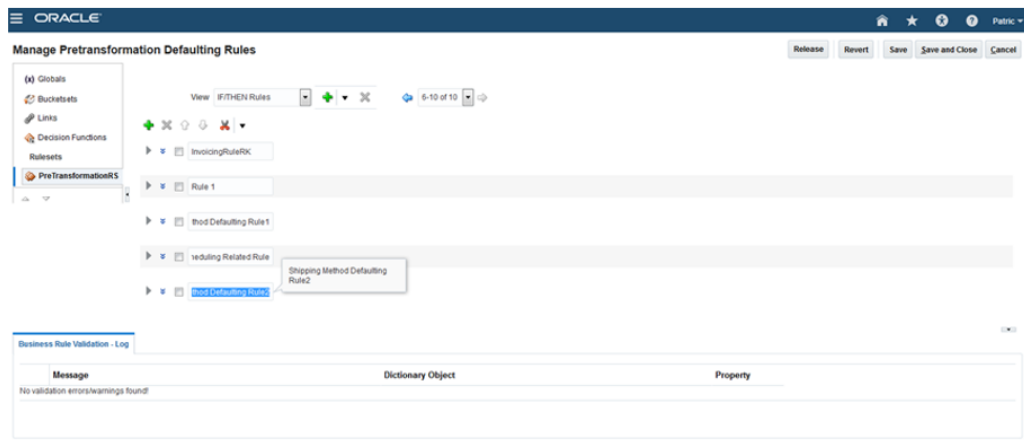 ORACLE
Patric
Manage Pretransformation Defaulting Rules
Release Revert Save Save and Close Cancel
(x) Globals
Bucketsets
Links
Decision Functions
Rulesets
PreTransformationRS
View IF/THEN Rules 6-10 of 10
InvoicingRuleRK
Rule 1
thod Defaulting Rule1
neduling Related Rule
Shipping Method Defaulting
Rule2
thod Defaulting Rule2
Business Rule Validation - Log
Message Dictionary Object Property
No validation errors/warnings found!